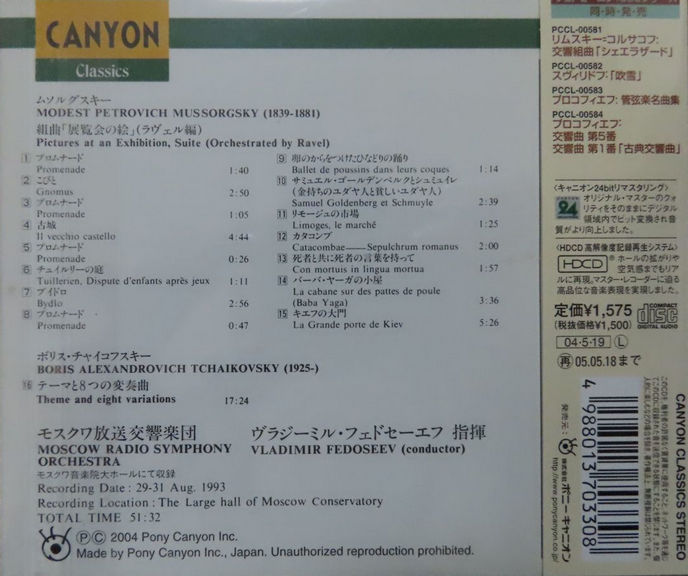 CANYON
Classics
ムソルグスキー
MODEST PETROVICH MUSSORGSKY (1839-1881)
組曲「展覧会の絵」(ラヴェル編)
Pictures at an Exhibition, Suite (Orchestrated by Ravel)
1 プロムナード
Promenade 1:40
2 こびと
Gnomus 2:50
3 プロムナード
Promenade 1:05
4 古城
Il vecchio castello 4:44
5 プロムナード
Promenade 0:26
6 チュイルリーの庭
Tuillerien, Dispute d'enfants après jeux 1:11
7 ブイドロ
Bydlo 2:56
8 プロムナード
Promenade 0:47
9 卵のからをつけたひなどりの踊り
Ballet de poussins dans leurs coques 1:14
10 サミュエル・ゴールデンベルクとシュミュイレ
(金持ちのユダヤ人と貧しいユダヤ人)
Samuel Goldenberg et Schmuyle 2:39
11 リモージュの市場
Limoges, le marché 1:25
12 カタコンブ
Catacombae—Sepulchrum romanus 2:00
13 死者と共に死者の言葉を持って
Con mortuis in lingua mortua 1:57
14 バーバ・ヤーガの小屋
La cabane sur des pattes de poule
(Baba Yaga) 3:36
15 キエフの大門
La Grande porte de Kiev 5:26
ボリス・チャイコフスキー
BORIS ALEXANDROVICH TCHAIKOVSKY (1925-)
16 テーマと8つの変奏曲
Theme and eight variations 17:24
モスクワ放送交響楽団
MOSCOW RADIO SYMPHONY
ORCHESTRA
ヴラジーミル・フェドセーエフ 指揮
VLADIMIR FEDOSEEV (conductor)
モスクワ音楽院大ホールにて収録
Recording Date : 29-31 Aug. 1993
Recording Location : The Large hall of Moscow Conservatory
TOTAL TIME 51:32
Ⓟ© 2004 Pony Canyon Inc.
Made by Pony Canyon Inc., Japan. Unauthorized reproduction prohibited.
同・時・発・売
PCCL-00581
リムスキー=コルサコフ:
交響組曲「シェエラザード」
PCCL-00582
スヴィリドフ:「吹雪」
PCCL-00583
プロコフィエフ: 管弦楽名曲集
PCCL-00584
プロコフィエフ:
交響曲 第5番
交響曲 第1番「古典交響曲」
<キャニオン24bitリマスタリング>
24 オリジナル・マスターのクォ
リティをそのままにデジタル
領域内でビット変換され音
質がより向上しました。
<HDCD 高解像度記録再生システム>
HDCD® ホールの拡がりや
空気感までもリア
ルに再現。マスター・レコーダーに迫る
高品位な音楽表現を実現しました。
定価¥1,575
(税抜価格¥1,500)
COMPACT
disc
DIGITAL AUDIO
04・5・19 L
再 05.05.18まで
4 988013 703308
発売元:
株式会社 ポニーキャニオン
http://www.ponycanyon.co.jp/
CANYON CLASSICS STEREO